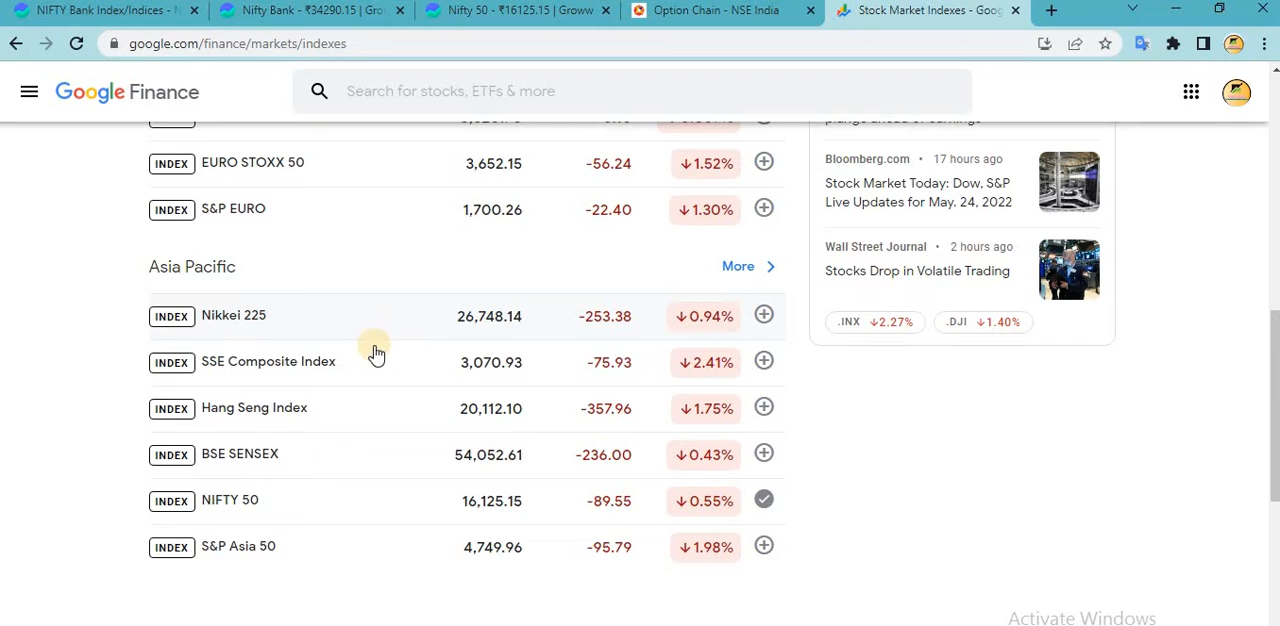 NIFTY Bank Index/Indices - N
Nifty Bank - ₹34290.15 | Gro
Nifty 50 - ₹16125.15 | Groww
Option Chain - NSE India
Stock Market Indexes - Goog
google.com/finance/markets/indexes
Google Finance
Search for stocks, ETFs & more
INDEX EURO STOXX 50 3,652.15 -56.24 ↓1.52%
INDEX S&P EURO 1,700.26 -22.40 ↓1.30%
Asia Pacific More
INDEX Nikkei 225 26,748.14 -253.38 ↓0.94%
INDEX SSE Composite Index 3,070.93 -75.93 ↓2.41%
INDEX Hang Seng Index 20,112.10 -357.96 ↓1.75%
INDEX BSE SENSEX 54,052.61 -236.00 ↓0.43%
INDEX NIFTY 50 16,125.15 -89.55 ↓0.55%
INDEX S&P Asia 50 4,749.96 -95.79 ↓1.98%
plunge ahead of earnings
Bloomberg.com • 17 hours ago
Stock Market Today: Dow, S&P
Live Updates for May. 24, 2022
Wall Street Journal • 2 hours ago
Stocks Drop in Volatile Trading
.INX ↓2.27% .DJI ↓1.40%
Activate Windows